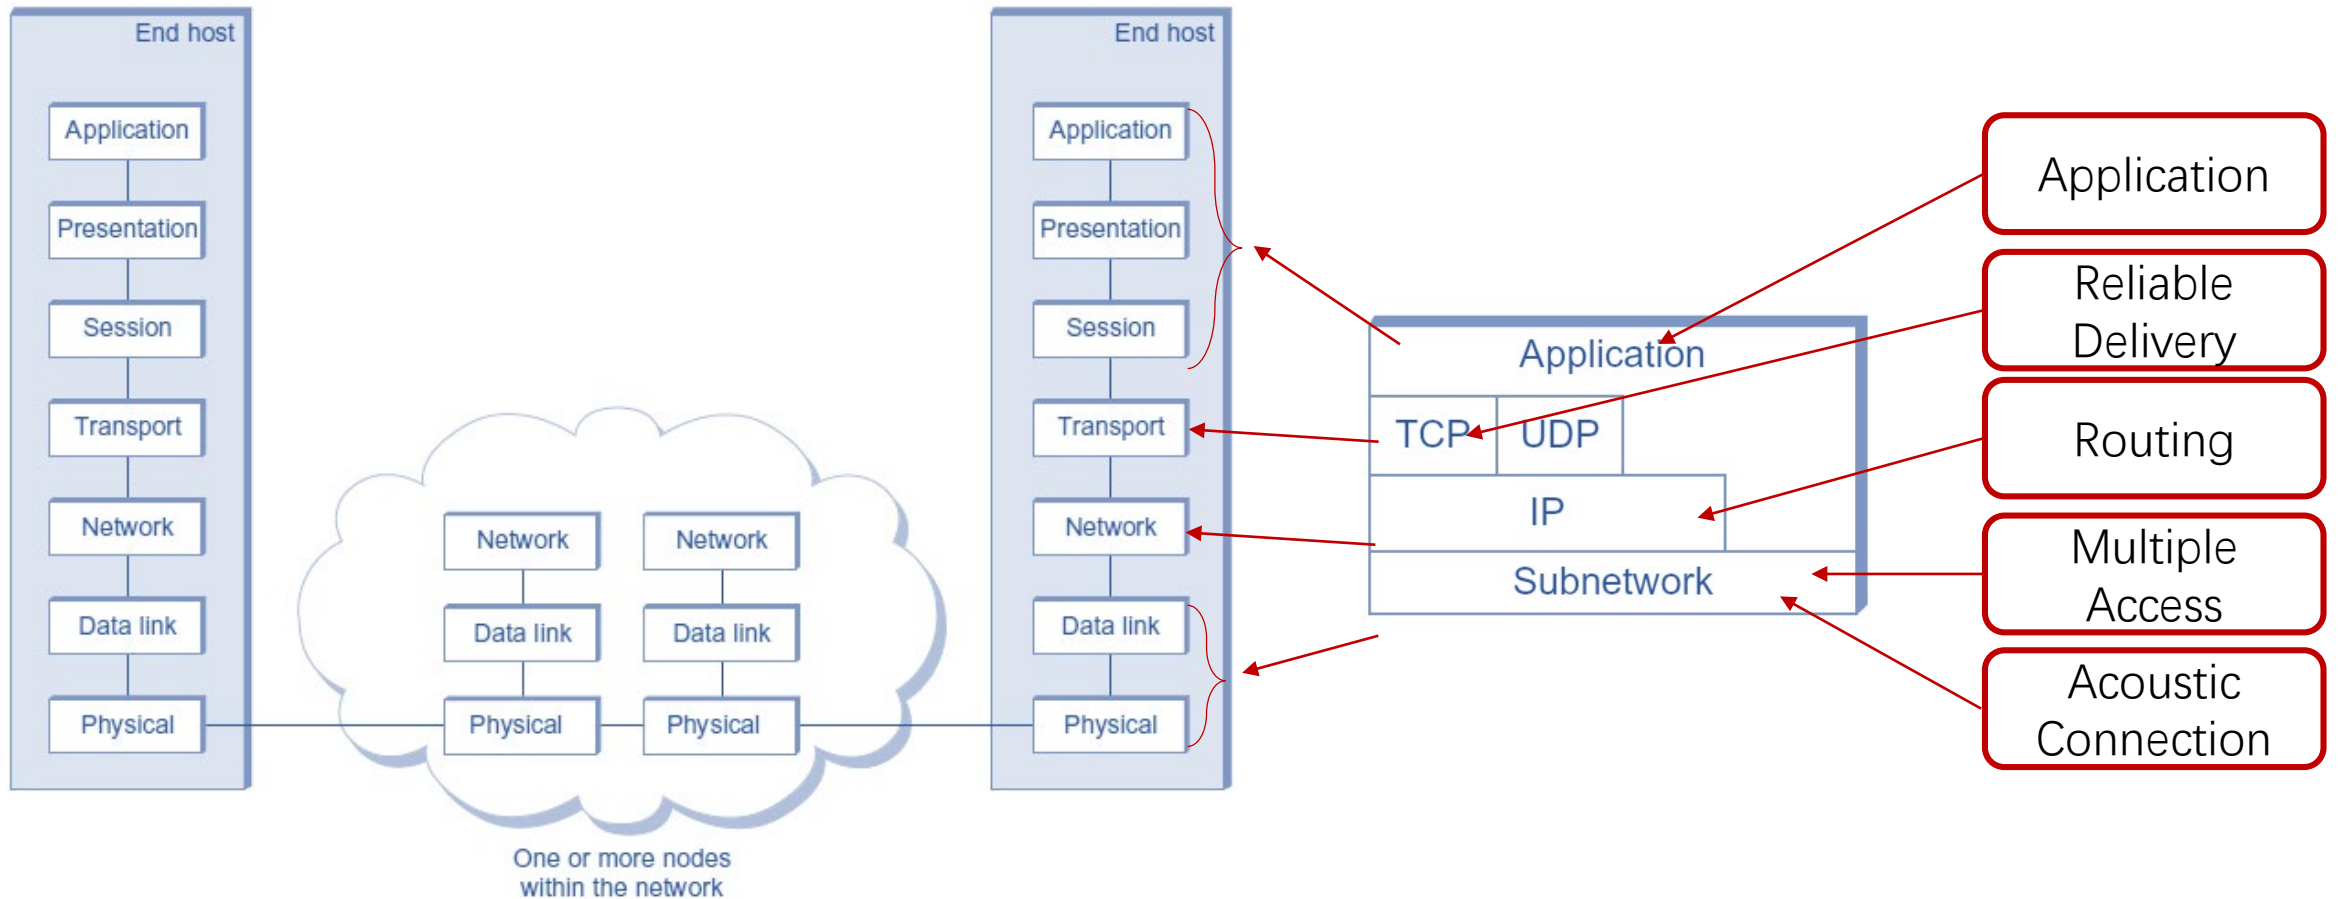 End host
Application
Presentation
Session
Transport
Network
Data link
Physical
Network
Data link
Physical
Network
Data link
Physical
One or more nodes
within the network
End host
Application
Presentation
Session
Transport
Network
Data link
Physical
Application
TCP
UDP
IP
Subnetwork
Application
Reliable
Delivery
Routing
Multiple
Access
Acoustic
Connection